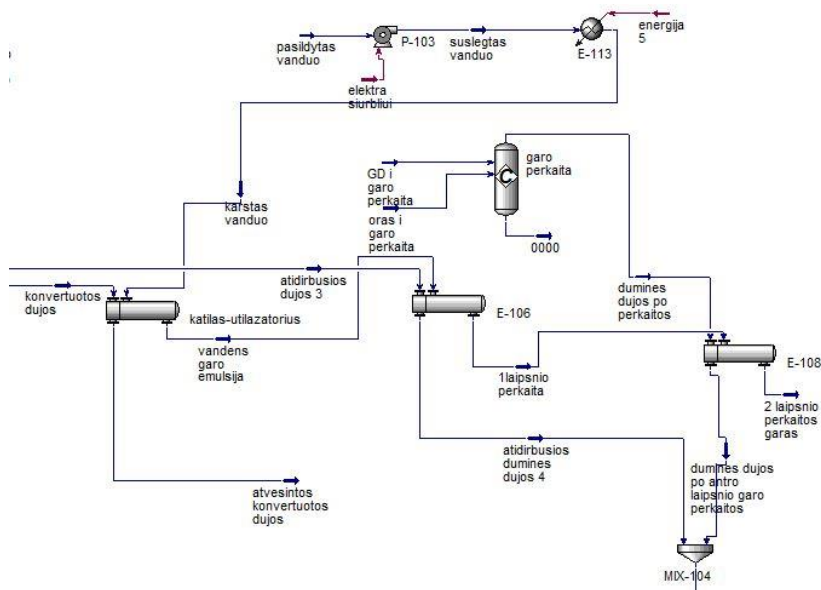 pasildytas
vanduo
P-103
suslegtas
vanduo
E-113
energija
5
elektra
siurbliui
karstas
vanduo
GD i
garo
perkaita
garo
perkaita
C
oras i
garo
perkaita
0000
konvertuotos
dujos
atidirbusios
dujos 3
katilas-utilazatorius
E-106
dumines
dujos po
perkaitos
vandens
garo
emulsija
1laipsnio
perkaita
E-108
2 laipsnio
perkaitos
garas
atvesintos
konvertuotos
dujos
atidirbusios
dumines
dujos 4
dumines dujos
po antro
laipsnio garo
perkaitos
MIX-104